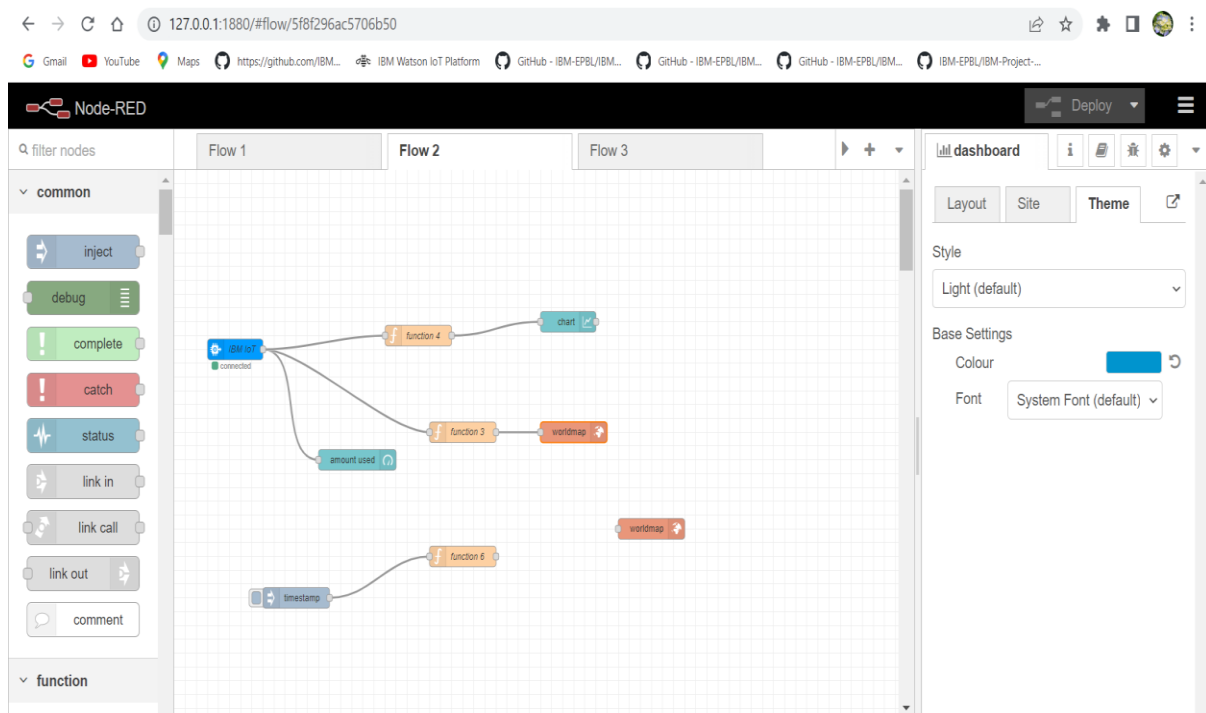 127.0.0.1:1880/#flow/5f8f296ac5706b50
Gmail YouTube Maps https://github.com/IBM... IBM Watson IoT Platform GitHub - IBM-EPBL/IBM... GitHub - IBM-EPBL/IBM... GitHub - IBM-EPBL/IBM... IBM-EPBL/IBM-Project-...
Node-RED Deploy
filter nodes Flow 1 Flow 2 Flow 3 dashboard
common
Layout Site Theme
inject
Style
debug
Light (default)
chart
function 4
Base Settings
complete
IBM IoT
connected
Colour
catch
Font System Font (default)
status
function 3 worldmap
amount used
link in
link call
worldmap
function 6
link out
timestamp
comment
function